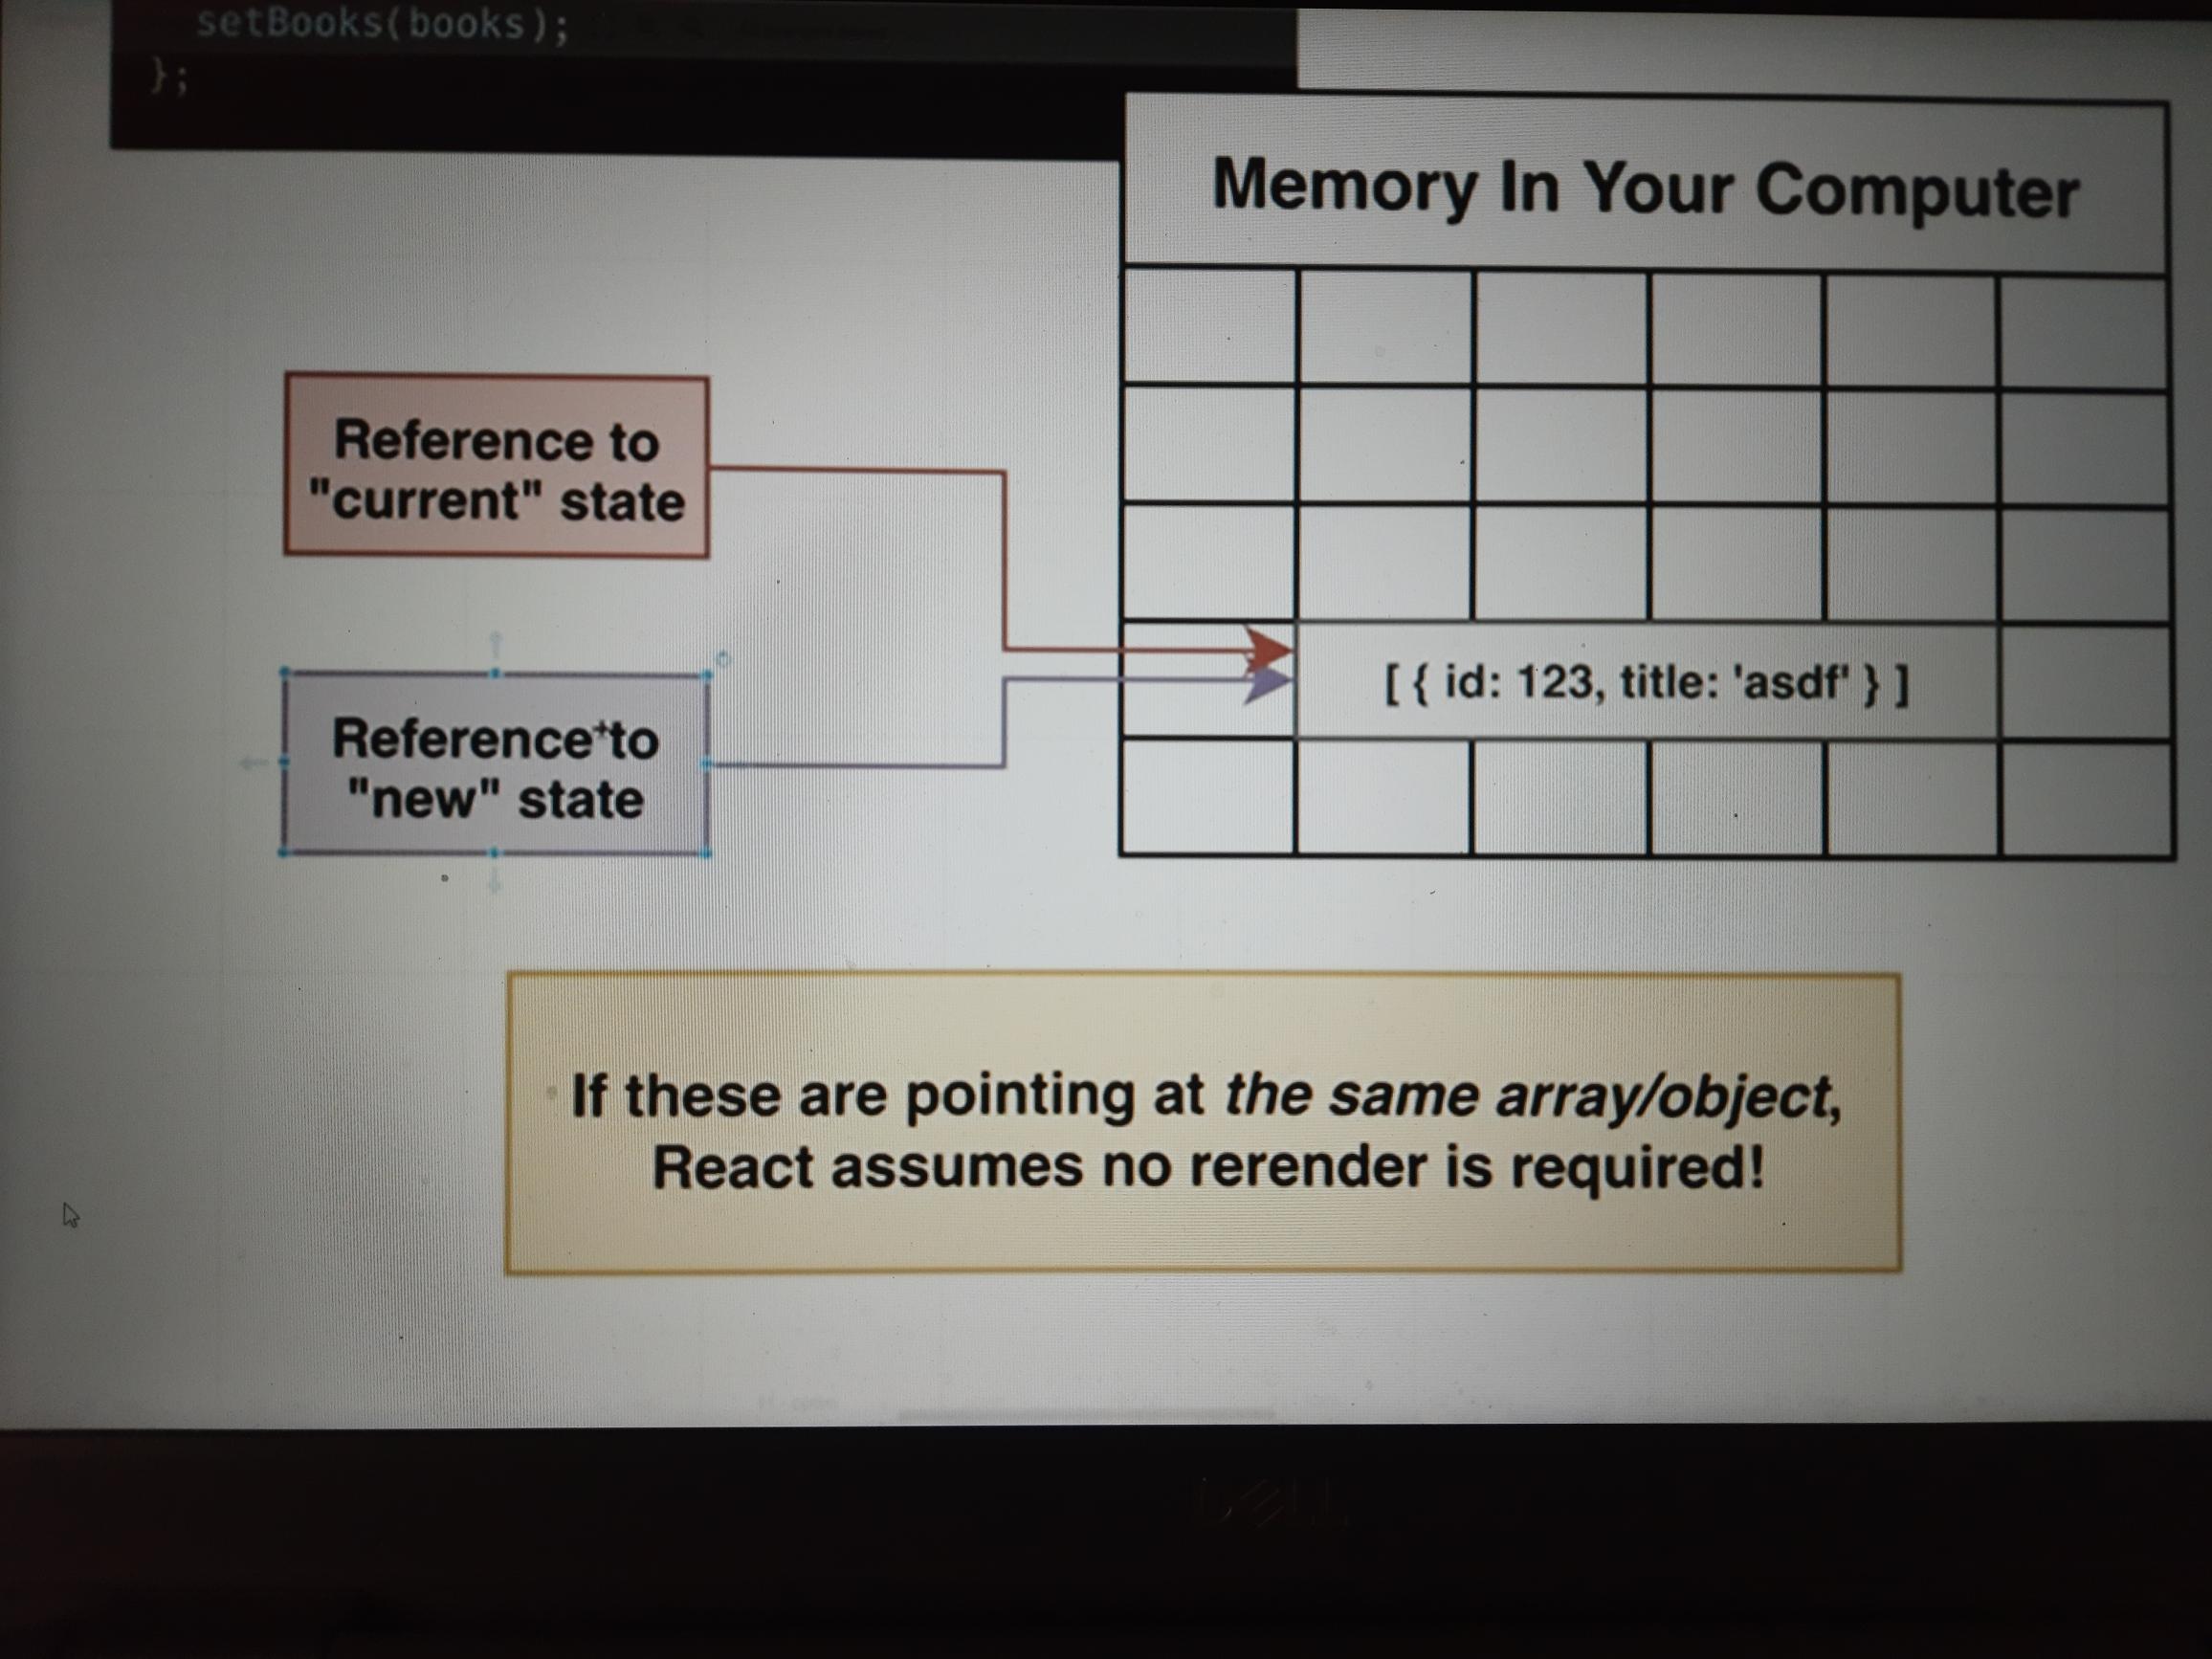 setBooks(books);
};
Memory In Your Computer
Reference to
"current" state
[ { id: 123, title: 'asdf' } ]
Reference to
"new" state
If these are pointing at the same array/object,
React assumes no rerender is required!
DELL